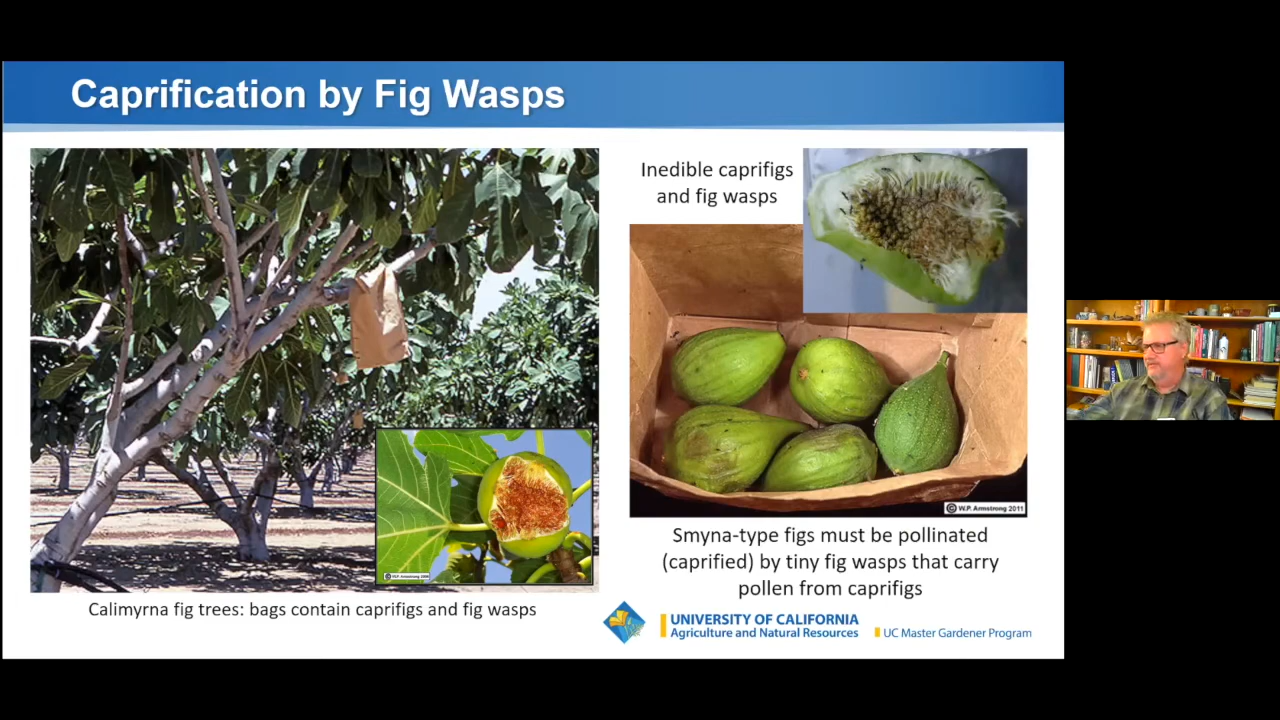 Caprification by Fig Wasps
Inedible caprifigs
and fig wasps
© W.P. Armstrong 2011
Smyna-type figs must be pollinated
(caprified) by tiny fig wasps that carry
pollen from caprifigs
Calimyrna fig trees: bags contain caprifigs and fig wasps
UNIVERSITY OF CALIFORNIA
Agriculture and Natural Resources
UC Master Gardener Program